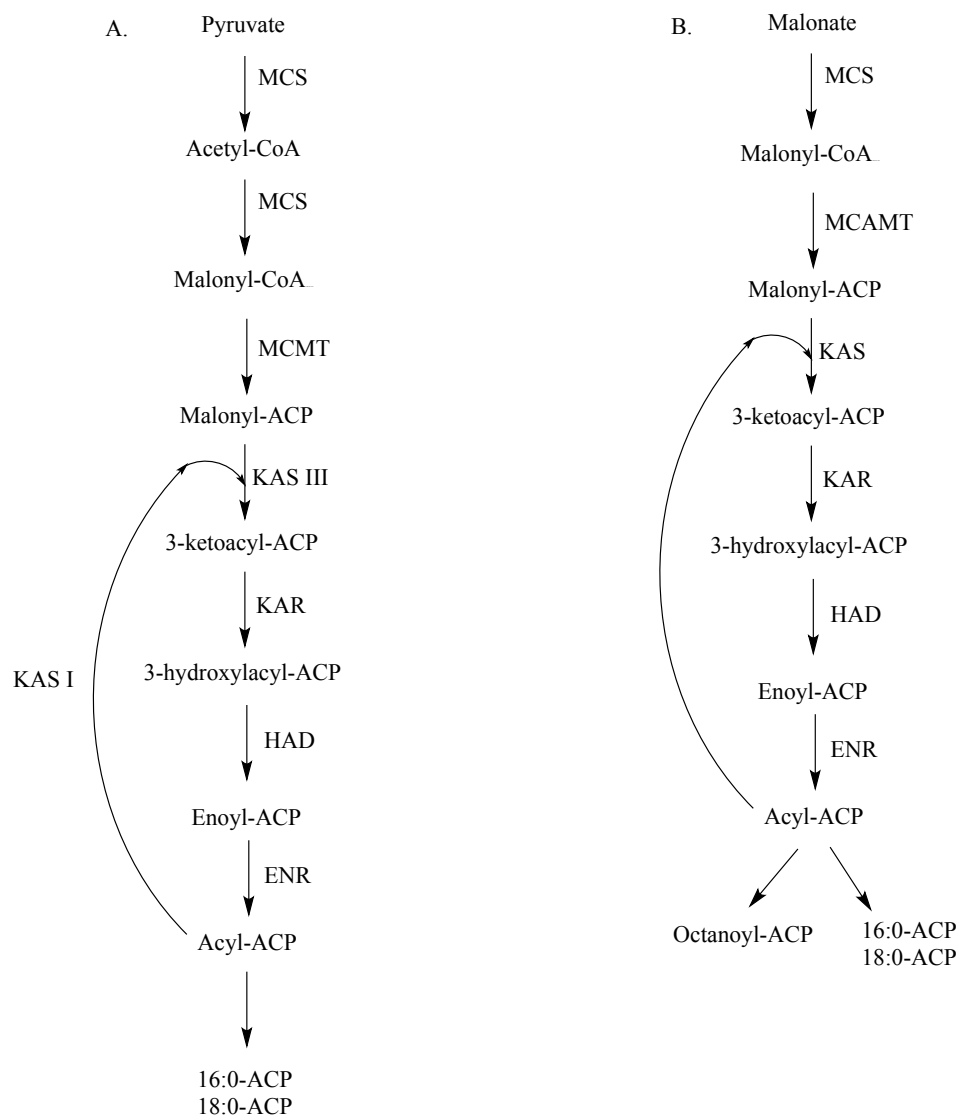 A.
Pyruvate
MCS
Acetyl-CoA
MCS
Malonyl-CoA
MCMT
Malonyl-ACP
KAS III
3-ketoacyl-ACP
KAR
KAS I
3-hydroxylacyl-ACP
HAD
Enoyl-ACP
ENR
Acyl-ACP
16:0-ACP
18:0-ACP
B.
Malonate
MCS
Malonyl-CoA
MCAMT
Malonyl-ACP
KAS
3-ketoacyl-ACP
KAR
3-hydroxylacyl-ACP
HAD
Enoyl-ACP
ENR
Acyl-ACP
Octanoyl-ACP
16:0-ACP
18:0-ACP